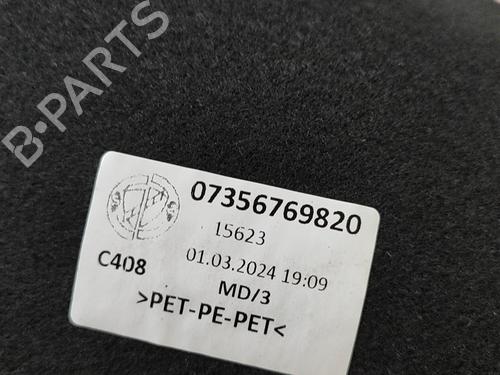 B-PARTS
07356769820
15623
01.03.2024 19:09
C408
MD/3
>PET-PE-PET<